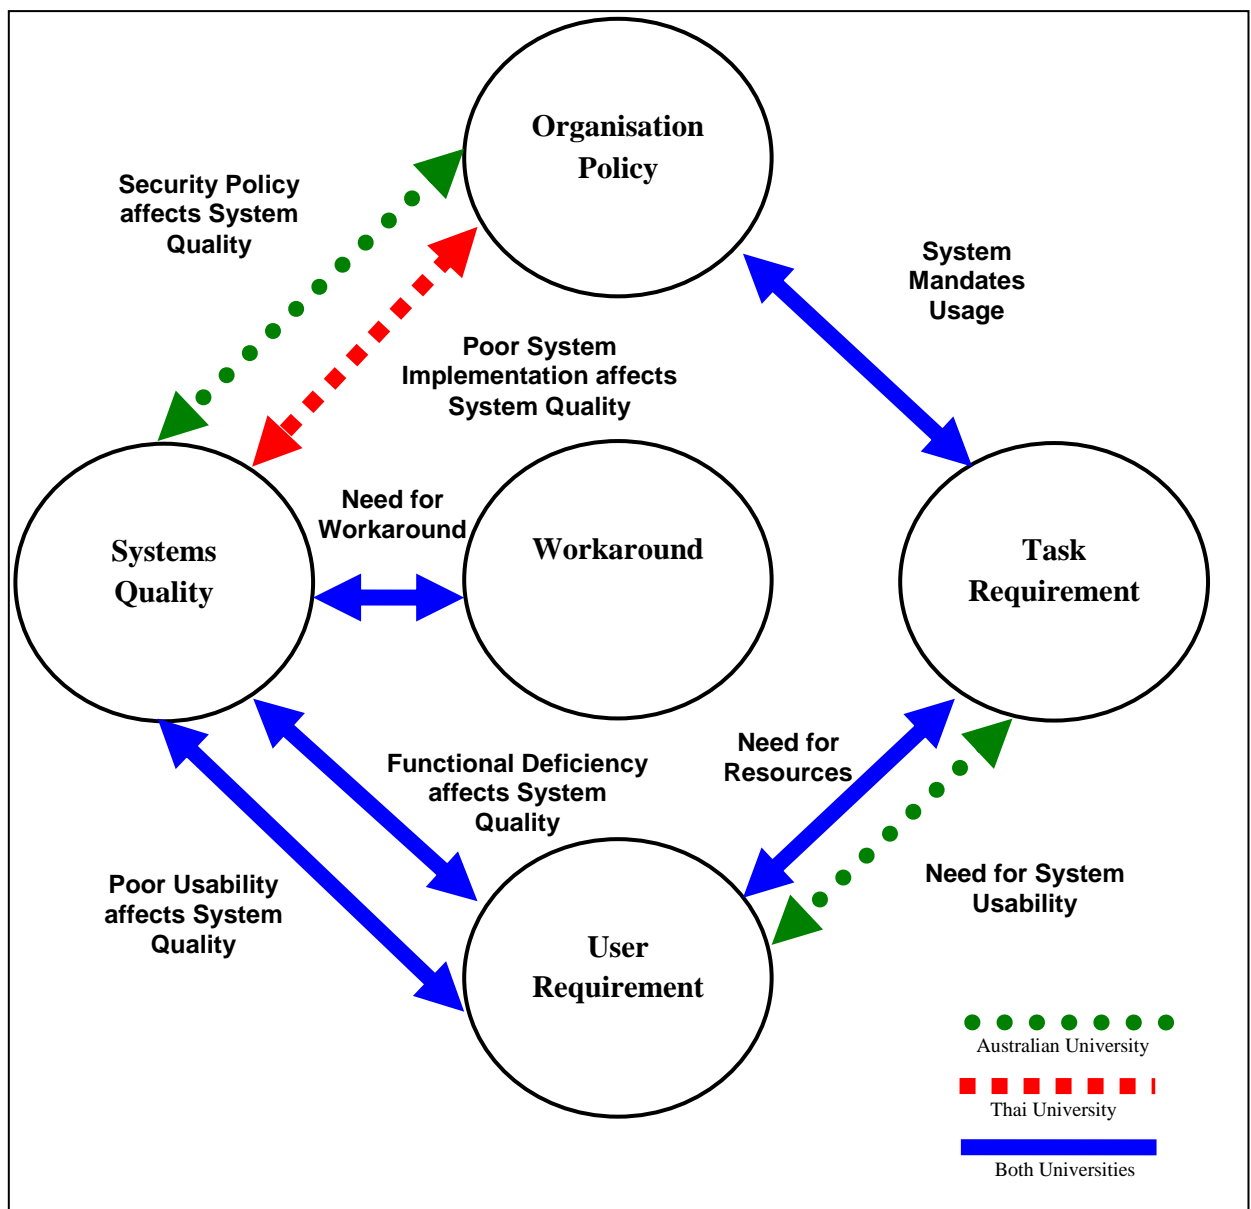 Organisation
Policy
Security Policy
affects System
Quality
System
Mandates
Usage
Poor System
Implementation affects
System Quality
Need for
Workaround
Systems
Quality
Workaround
Task
Requirement
Functional Deficiency
affects System
Quality
Need for
Resources
Poor Usability
affects System
Quality
Need for System
Usability
User
Requirement
Australian University
Thai University
Both Universities